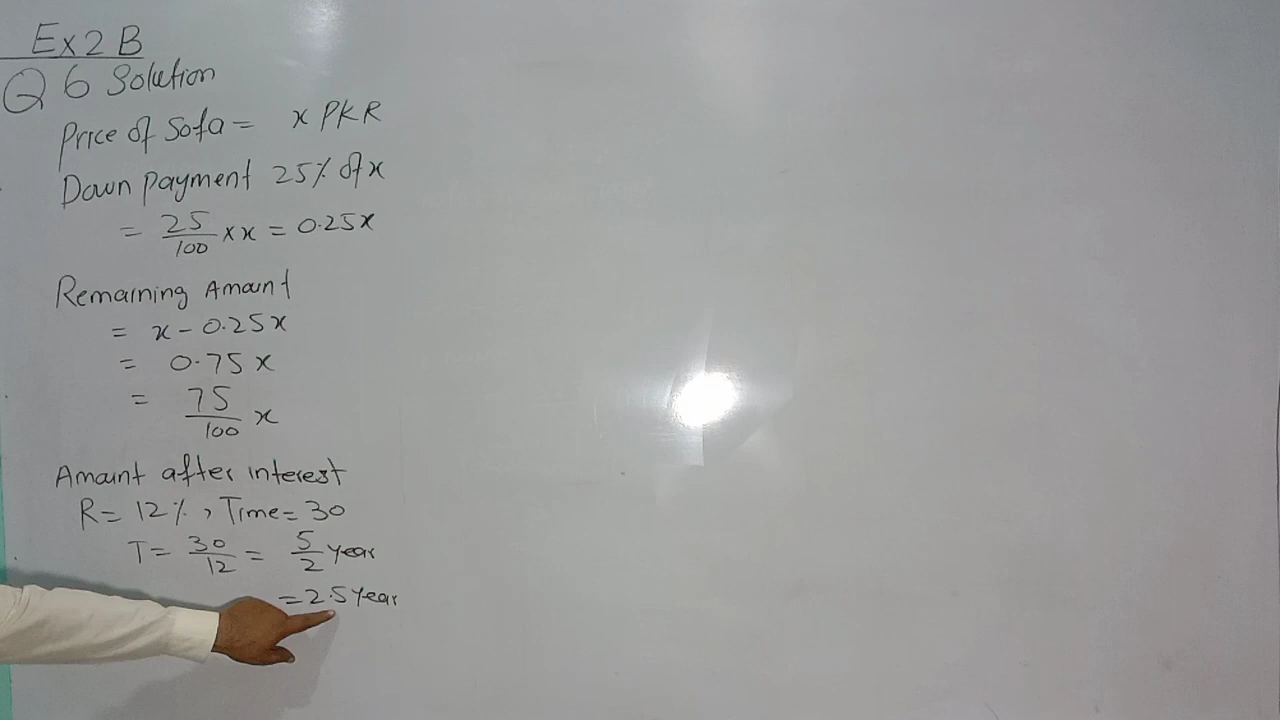 Ex 2 B
Q 6 Solution
Price of Sofa = x PKR
Down payment 25% of x
= 25/100 × x = 0.25x
Remaining Amount
= x - 0.25x
= 0.75 x
= 75/100 x
Amount after interest
R = 12%, Time = 30
T = 30/12 = 5/2 year
= 2.5 year